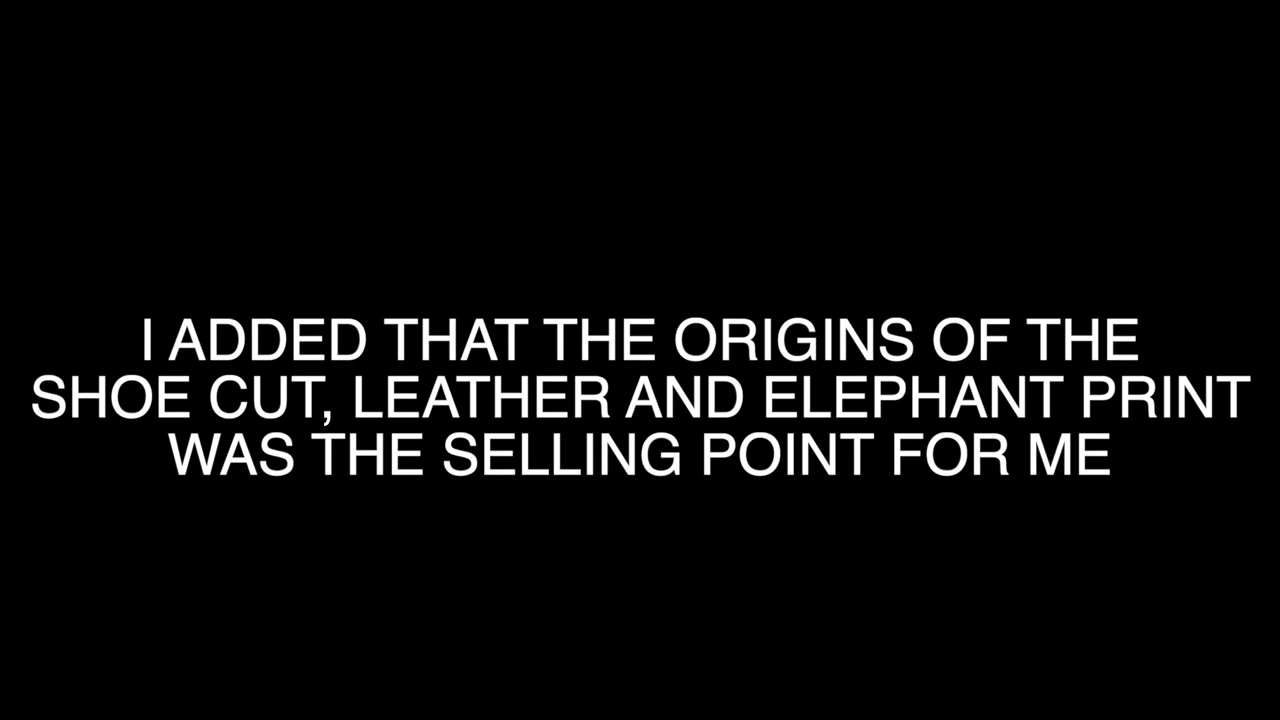 I ADDED THAT THE ORIGINS OF THE
SHOE CUT, LEATHER AND ELEPHANT PRINT
WAS THE SELLING POINT FOR ME